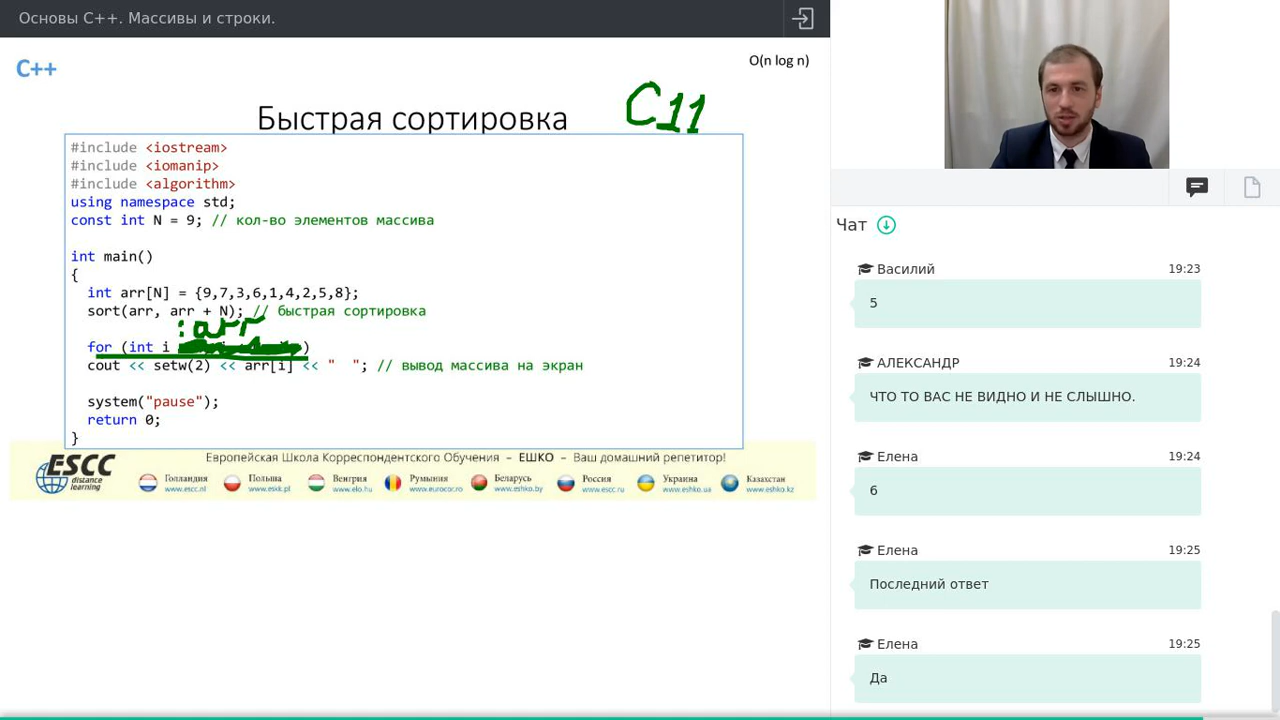 Основы C++. Массивы и строки.
C++
O(n log n)
Быстрая сортировка
C11
#include <iostream>
#include <iomanip>
#include <algorithm>
using namespace std;
const int N = 9; // кол-во элементов массива
int main()
{
int arr[N] = {9,7,3,6,1,4,2,5,8};
sort(arr, arr + N); // быстрая сортировка
: arr
for (int i )
cout << setw(2) << arr[i] << "  "; // вывод массива на экран
system("pause");
return 0;
}
ESCC
distance learning
Европейская Школа Корреспондентского Обучения – ЕШКО – Ваш домашний репетитор!
Голландия
www.escc.nl
Польша
www.eskk.pl
Венгрия
www.elo.hu
Румыния
www.eurocor.ro
Беларусь
www.eshko.by
Россия
www.escc.ru
Украина
www.eshko.ua
Казахстан
www.eshko.kz
Чат
Василий 19:23
5
АЛЕКСАНДР 19:24
ЧТО ТО ВАС НЕ ВИДНО И НЕ СЛЫШНО.
Елена 19:24
6
Елена 19:25
Последний ответ
Елена 19:25
Да